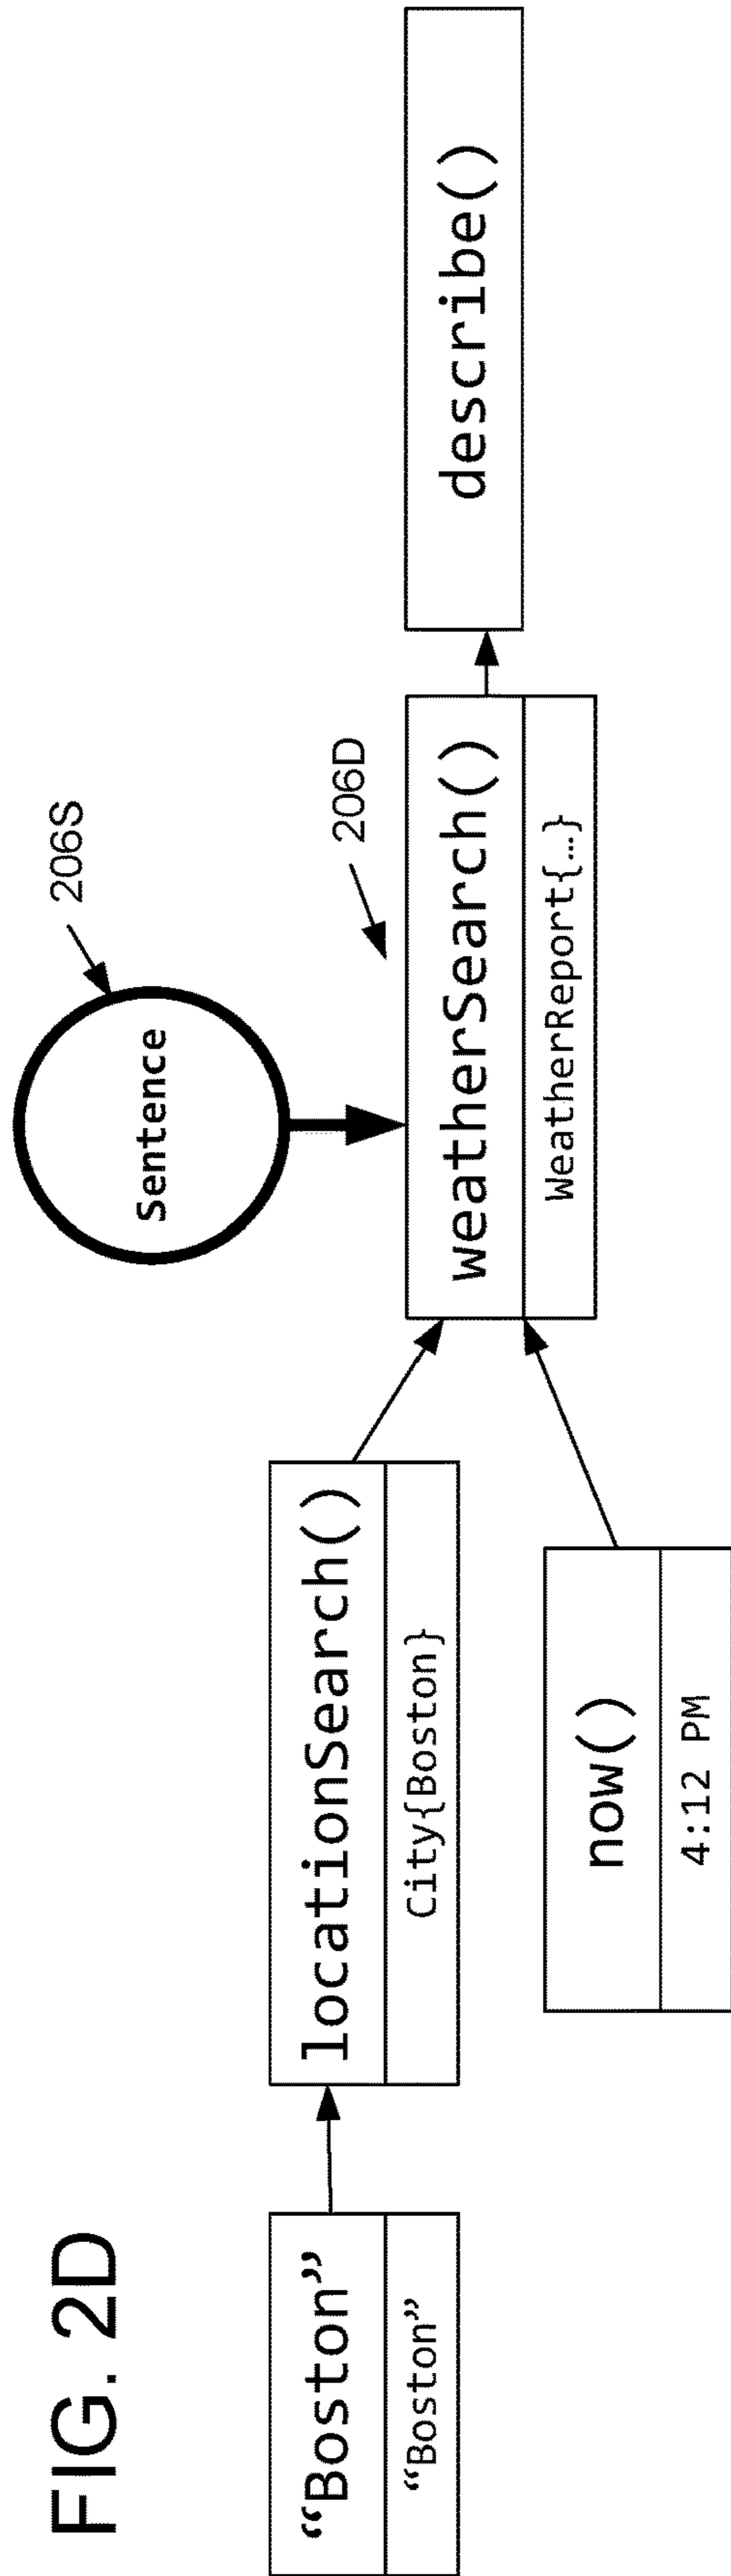 FIG. 2D
206S
Sentence
206D
“Boston”
“Boston”
locationSearch()
City{Boston}
weatherSearch()
WeatherReport{…}
describe()
now()
4:12 PM